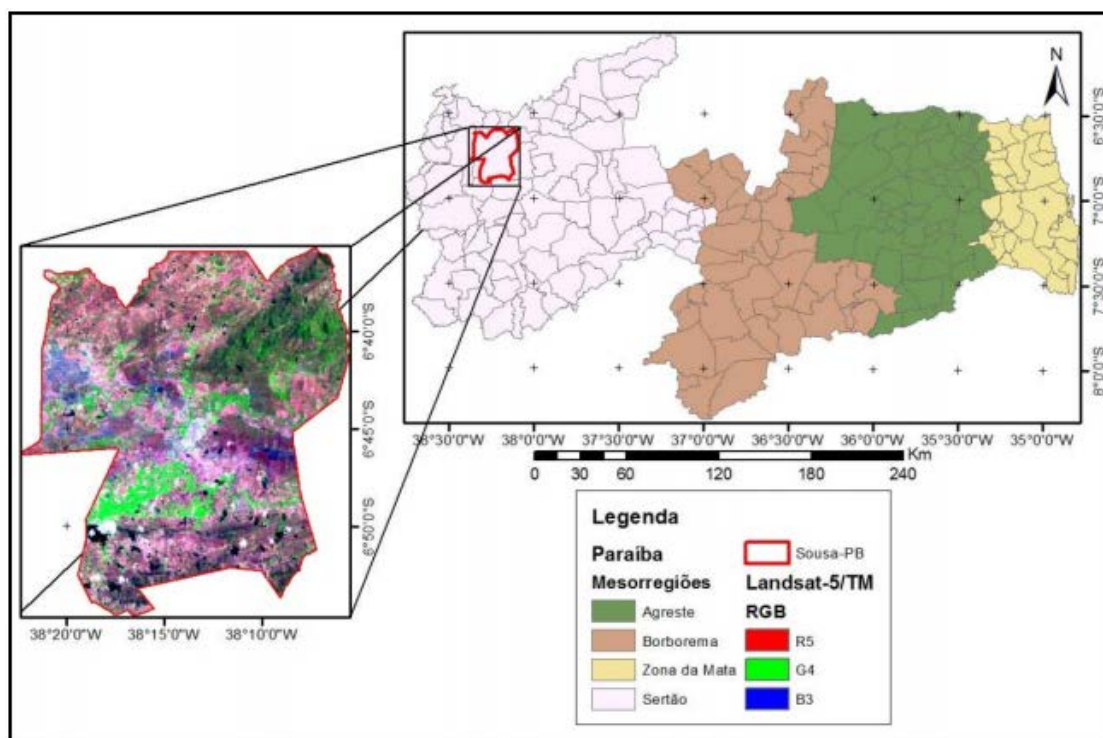 N
6°30'0"S
7°0'0"S
7°30'0"S
8°0'0"S
38°30'0"W 38°0'0"W 37°30'0"W 37°0'0"W 36°30'0"W 36°0'0"W 35°30'0"W 35°0'0"W
Km
0 30 60 120 180 240
6°40'0"S
6°45'0"S
6°50'0"S
38°20'0"W 38°15'0"W 38°10'0"W
Legenda
Paraíba
Mesorregiões
Agreste
Borborema
Zona da Mata
Sertão
Sousa-PB
Landsat-5/TM
RGB
R5
G4
B3